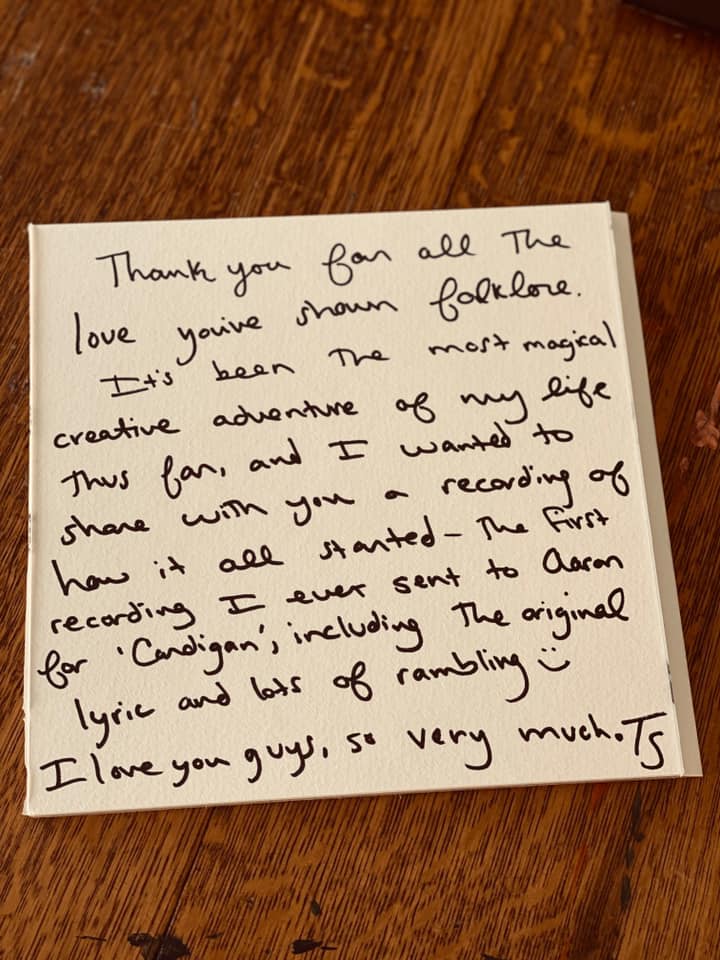 Thank you for all The
love you've shown folklore.
It's been The most magical
creative adventure of my life
Thus far, and I wanted to
share with you a recording of
how it all started - The first
recording I ever sent to Aaron
for 'Cardigan', including The original
lyric and lots of rambling :)
I love you guys, so very much. TS